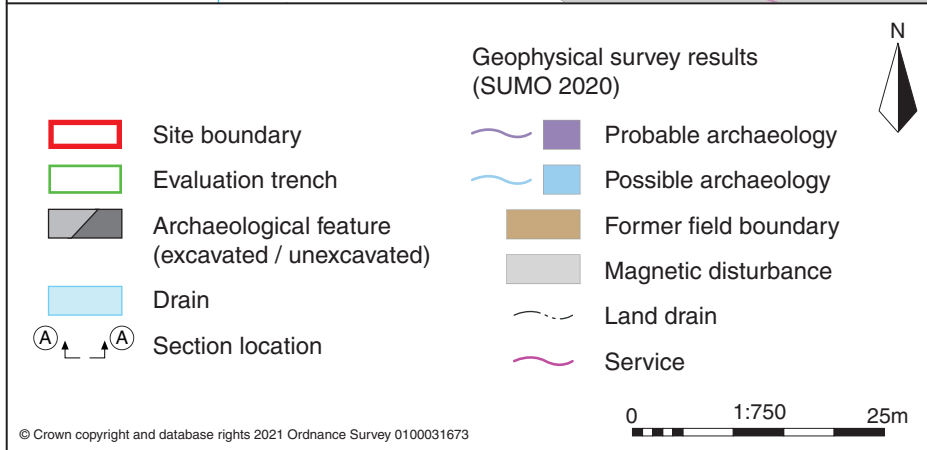 N
Geophysical survey results
(SUMO 2020)
Site boundary
Evaluation trench
Archaeological feature
(excavated / unexcavated)
Drain
A A
Section location
Probable archaeology
Possible archaeology
Former field boundary
Magnetic disturbance
Land drain
Service
0 1:750 25m
© Crown copyright and database rights 2021 Ordnance Survey 0100031673